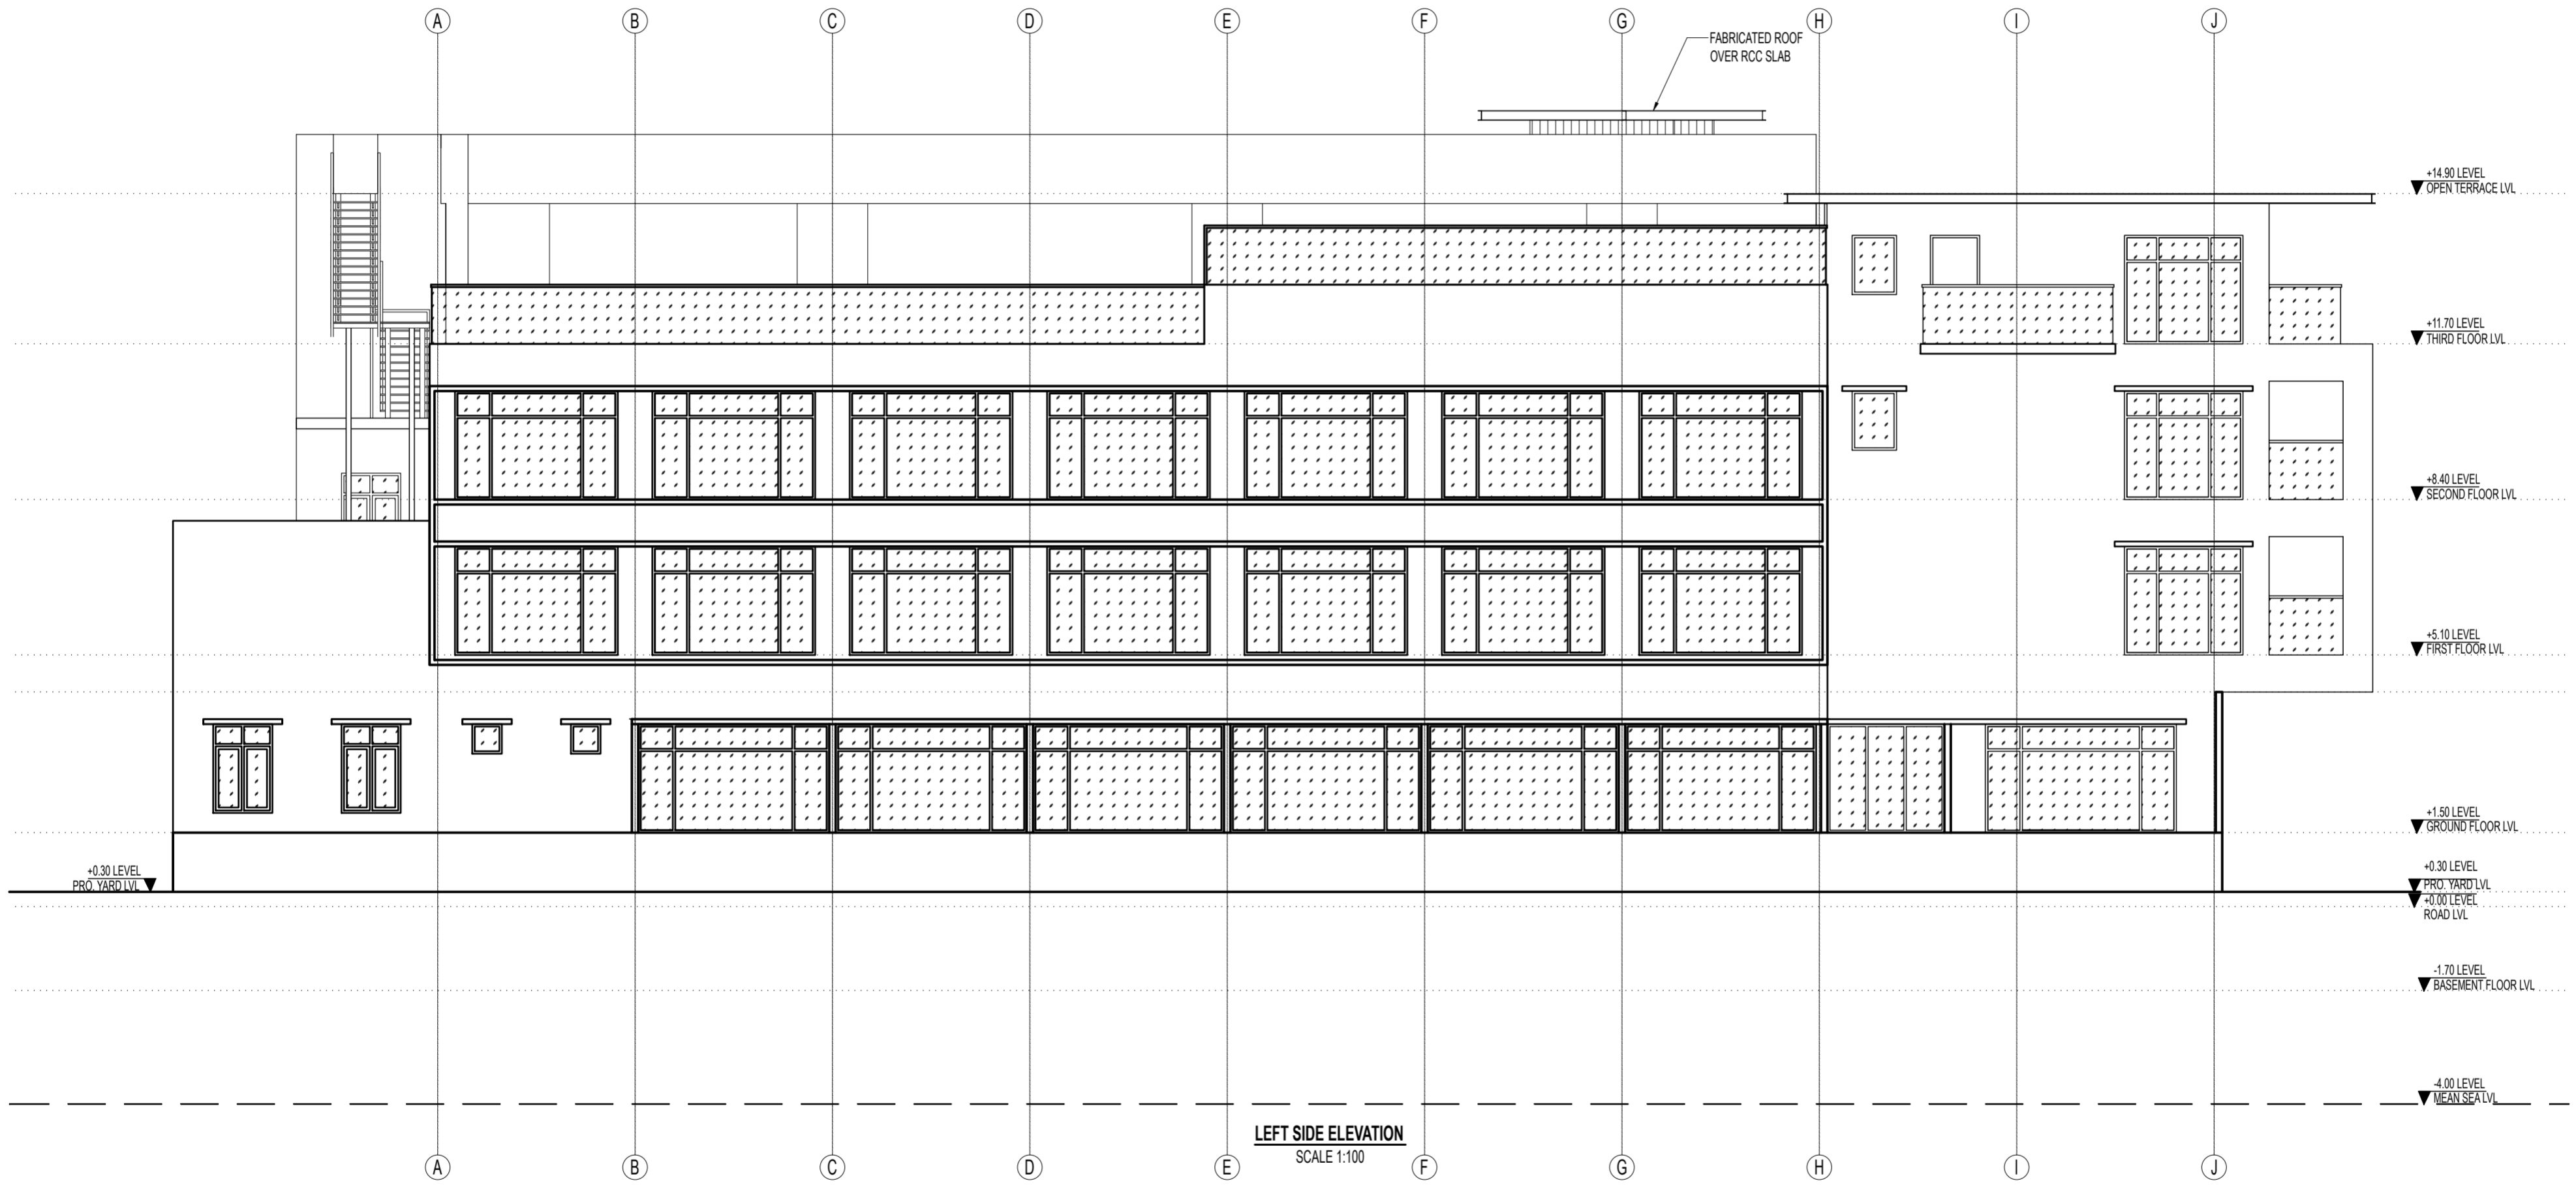 A B C D E F G H I J
FABRICATED ROOF
OVER RCC SLAB
+14.90 LEVEL
OPEN TERRACE LVL
+11.70 LEVEL
THIRD FLOOR LVL
+8.40 LEVEL
SECOND FLOOR LVL
+5.10 LEVEL
FIRST FLOOR LVL
+1.50 LEVEL
GROUND FLOOR LVL
+0.30 LEVEL
PRO. YARD LVL
+0.30 LEVEL
PRO. YARD LVL
+0.00 LEVEL
ROAD LVL
-1.70 LEVEL
BASEMENT FLOOR LVL
-4.00 LEVEL
MEAN SEA LVL
LEFT SIDE ELEVATION
SCALE 1:100
A B C D E F G H I J